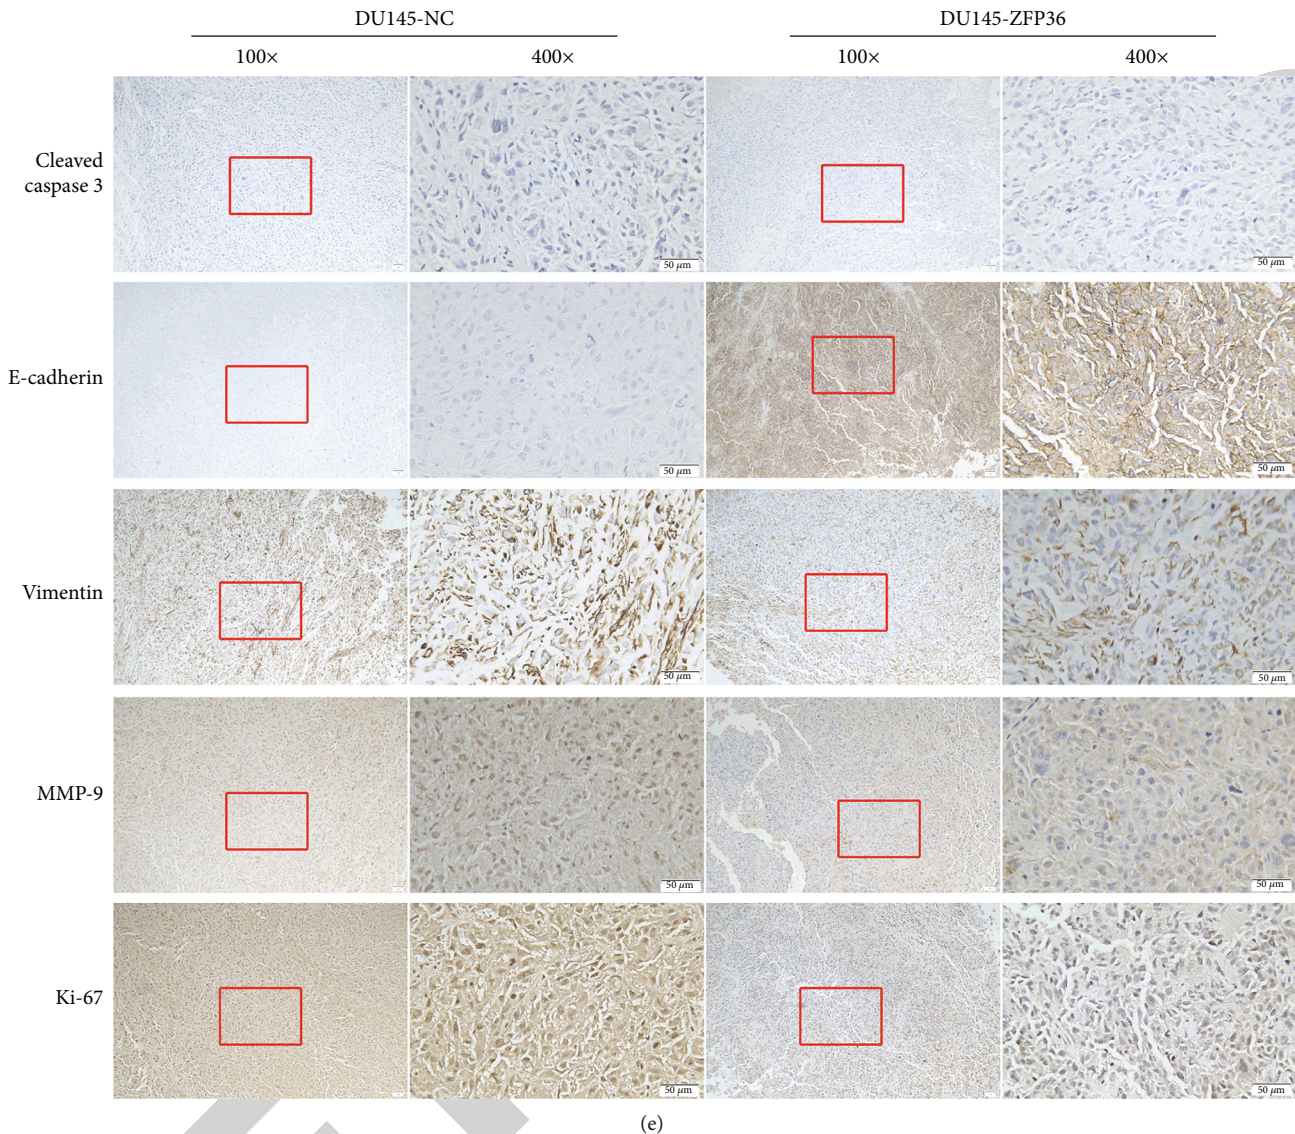 DU145-NC DU145-ZFP36
100× 400× 100× 400×
Cleaved
caspase 3
50 μm 50 μm
E-cadherin
50 μm 50 μm
Vimentin
50 μm 50 μm
MMP-9
50 μm 50 μm
Ki-67
50 μm 50 μm
(e)